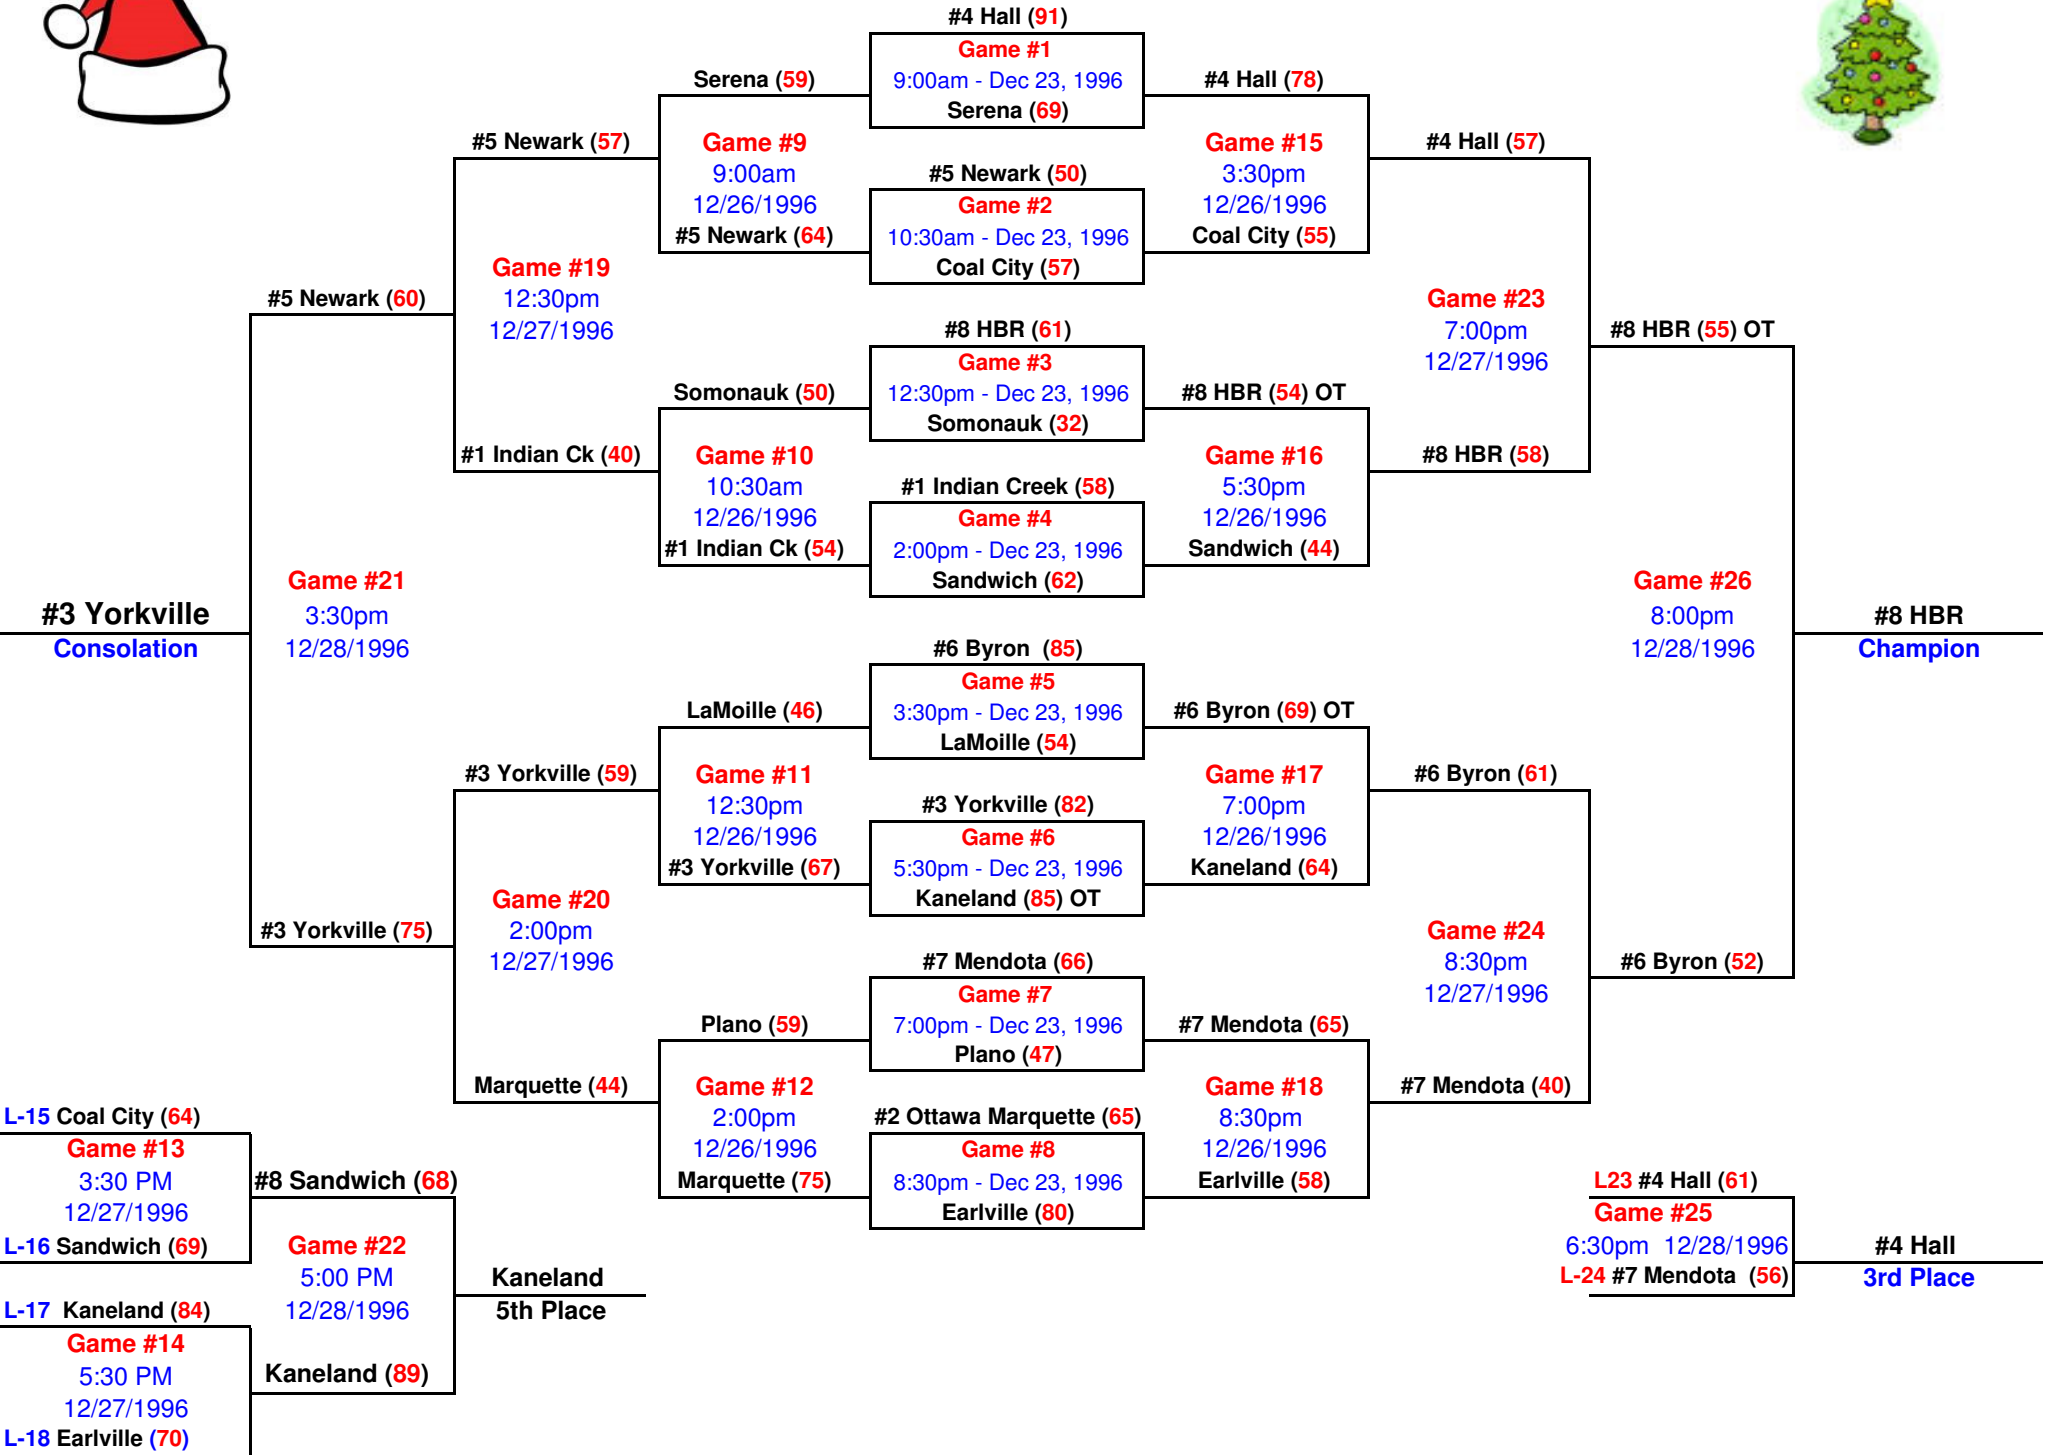 #4 Hall (91)
Game #1
9:00am - Dec 23, 1996
Serena (69)
#5 Newark (50)
Game #2
10:30am - Dec 23, 1996
Coal City (57)
#8 HBR (61)
Game #3
12:30pm - Dec 23, 1996
Somonauk (32)
#1 Indian Creek (58)
Game #4
2:00pm - Dec 23, 1996
Sandwich (62)
#6 Byron (85)
Game #5
3:30pm - Dec 23, 1996
LaMoille (54)
#3 Yorkville (82)
Game #6
5:30pm - Dec 23, 1996
Kaneland (85) OT
#7 Mendota (66)
Game #7
7:00pm - Dec 23, 1996
Plano (47)
#2 Ottawa Marquette (65)
Game #8
8:30pm - Dec 23, 1996
Earlville (80)
Serena (59)
Game #9
9:00am
12/26/1996
#5 Newark (64)
Somonauk (50)
Game #10
10:30am
12/26/1996
#1 Indian Ck (54)
LaMoille (46)
Game #11
12:30pm
12/26/1996
#3 Yorkville (67)
Plano (59)
Game #12
2:00pm
12/26/1996
Marquette (75)
#4 Hall (78)
Game #15
3:30pm
12/26/1996
Coal City (55)
#8 HBR (54) OT
Game #16
5:30pm
12/26/1996
Sandwich (44)
#6 Byron (69) OT
Game #17
7:00pm
12/26/1996
Kaneland (64)
#7 Mendota (65)
Game #18
8:30pm
12/26/1996
Earlville (58)
#5 Newark (57)
Game #19
12:30pm
12/27/1996
#1 Indian Ck (40)
#3 Yorkville (59)
Game #20
2:00pm
12/27/1996
Marquette (44)
#4 Hall (57)
Game #23
7:00pm
12/27/1996
#8 HBR (58)
#6 Byron (61)
Game #24
8:30pm
12/27/1996
#7 Mendota (40)
#5 Newark (60)
Game #21
3:30pm
12/28/1996
#3 Yorkville (75)
#3 Yorkville
Consolation
#8 HBR (55) OT
Game #26
8:00pm
12/28/1996
#6 Byron (52)
#8 HBR
Champion
L-15 Coal City (64)
Game #13
3:30 PM
12/27/1996
L-16 Sandwich (69)
L-17 Kaneland (84)
Game #14
5:30 PM
12/27/1996
L-18 Earlville (70)
#8 Sandwich (68)
Game #22
5:00 PM
12/28/1996
Kaneland (89)
Kaneland
5th Place
L23 #4 Hall (61)
Game #25
6:30pm 12/28/1996
L-24 #7 Mendota (56)
#4 Hall
3rd Place